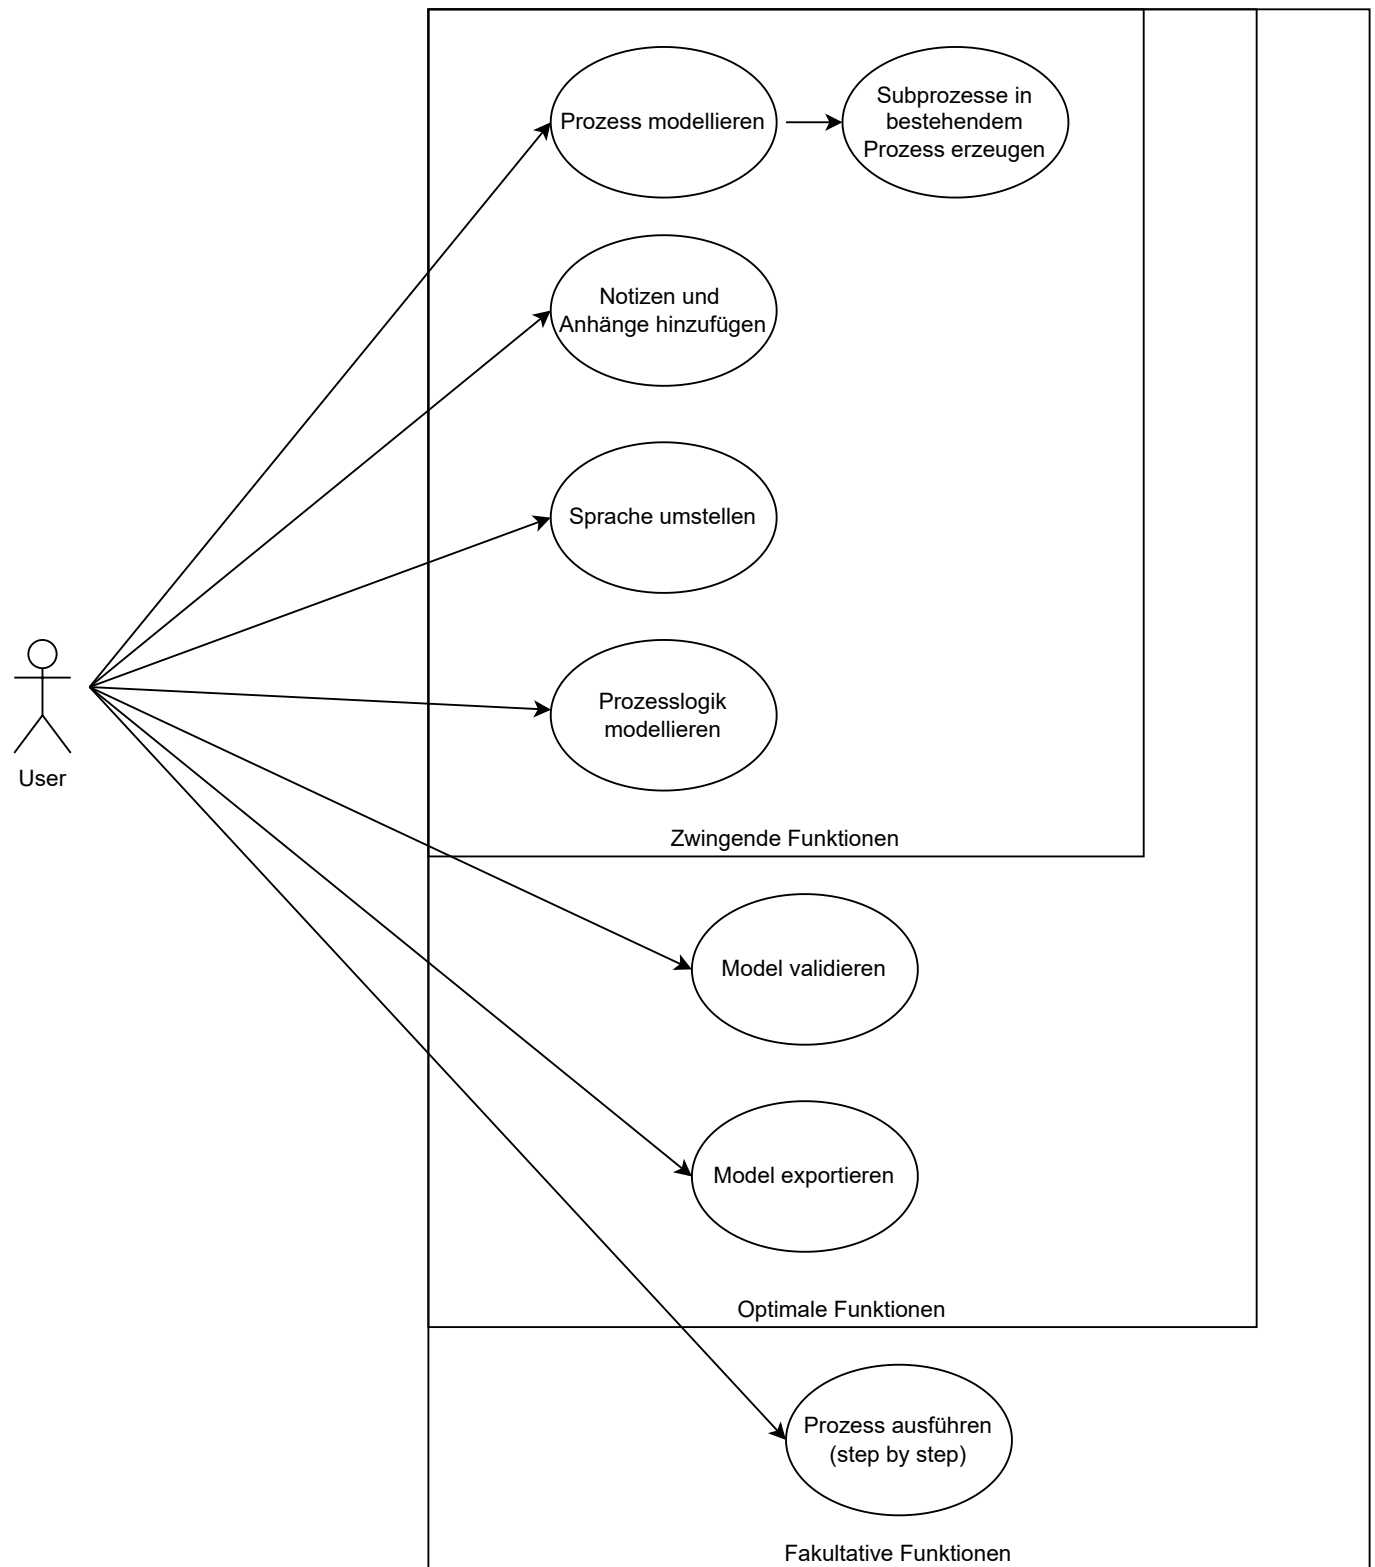 Prozess modellieren
Subprozesse in
bestehendem
Prozess erzeugen
Notizen und
Anhänge hinzufügen
Sprache umstellen
Prozesslogik
modellieren
User
Zwingende Funktionen
Model validieren
Model exportieren
Optimale Funktionen
Prozess ausführen
(step by step)
Fakultative Funktionen